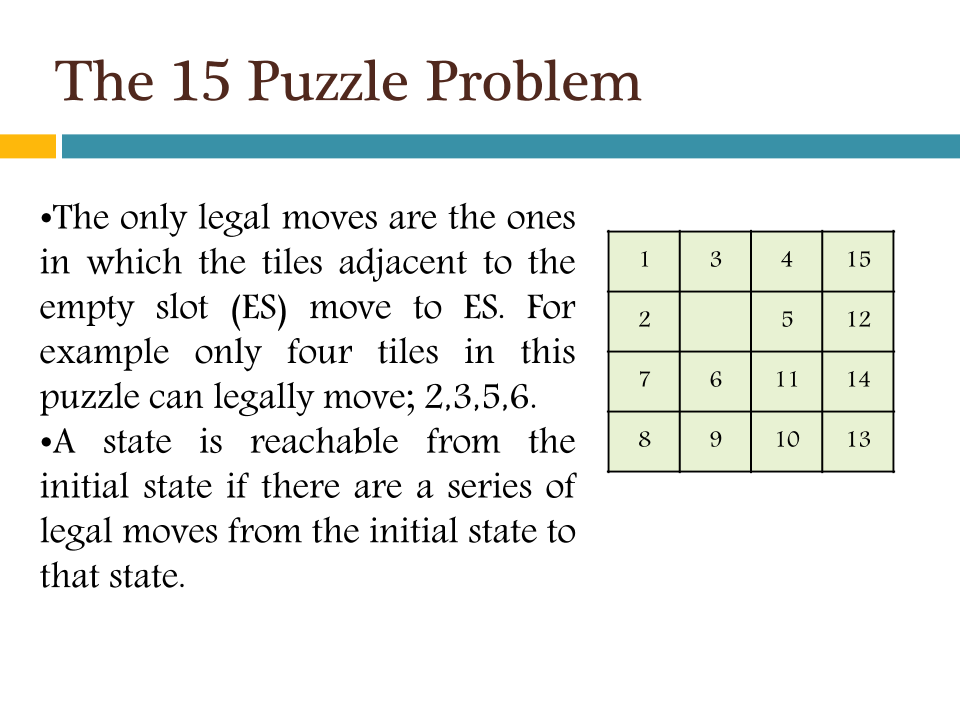 The 15 Puzzle Problem
•The only legal moves are the ones
in which the tiles adjacent to the
empty slot (ES) move to ES. For
example only four tiles in this
puzzle can legally move; 2,3,5,6.
•A state is reachable from the
initial state if there are a series of
legal moves from the initial state to
that state.
1 3 4 15
2 5 12
7 6 11 14
8 9 10 13